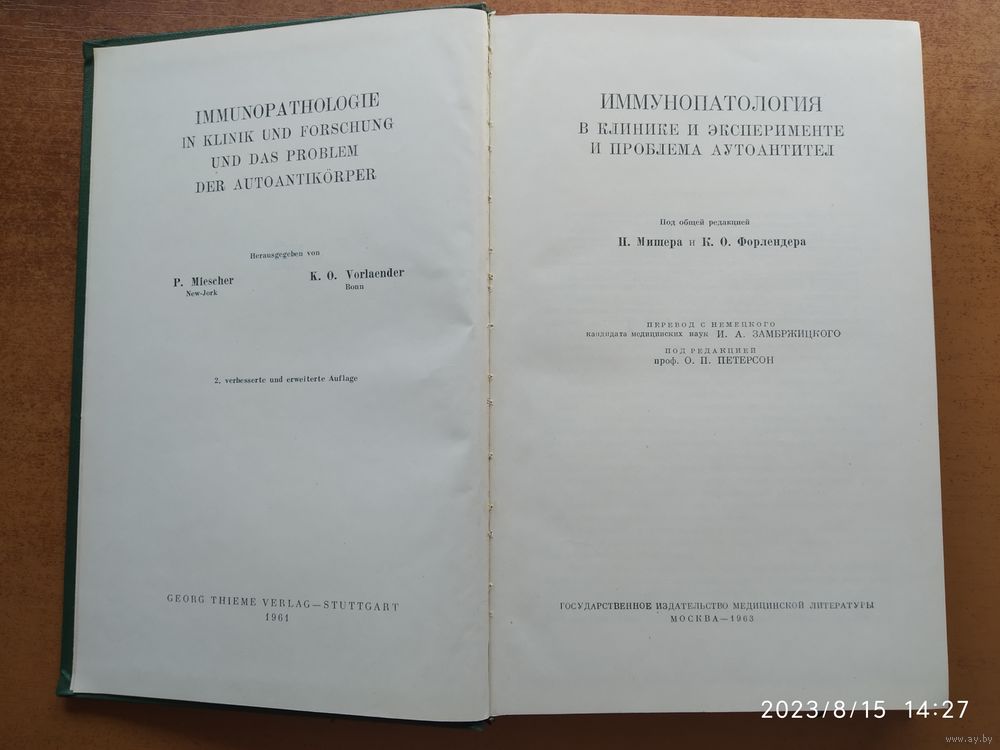 IMMUNOPATHOLOGIE
IN KLINIK UND FORSCHUNG
UND DAS PROBLEM
DER AUTOANTIKÖRPER
Herausgegeben von
P. Miescher K. O. Vorlaender
New-Jork Bonn
2, verbesserte und erweiterte Auflage
GEORG THIEME VERLAG—STUTTGART
1961
ИММУНОПАТОЛОГИЯ
В КЛИНИКЕ И ЭКСПЕРИМЕНТЕ
И ПРОБЛЕМА АУТОАНТИТЕЛ
Под общей редакцией
П. Мишера и К. О. Форлендера
ПЕРЕВОД С НЕМЕЦКОГО
кандидата медицинских наук И. А. ЗАМБРЖИЦКОГО
ПОД РЕДАКЦИЕЙ
проф. О. П. ПЕТЕРСОН
ГОСУДАРСТВЕННОЕ ИЗДАТЕЛЬСТВО МЕДИЦИНСКОЙ ЛИТЕРАТУРЫ
МОСКВА—1963
2023/8/15 14:27
www.ay.by